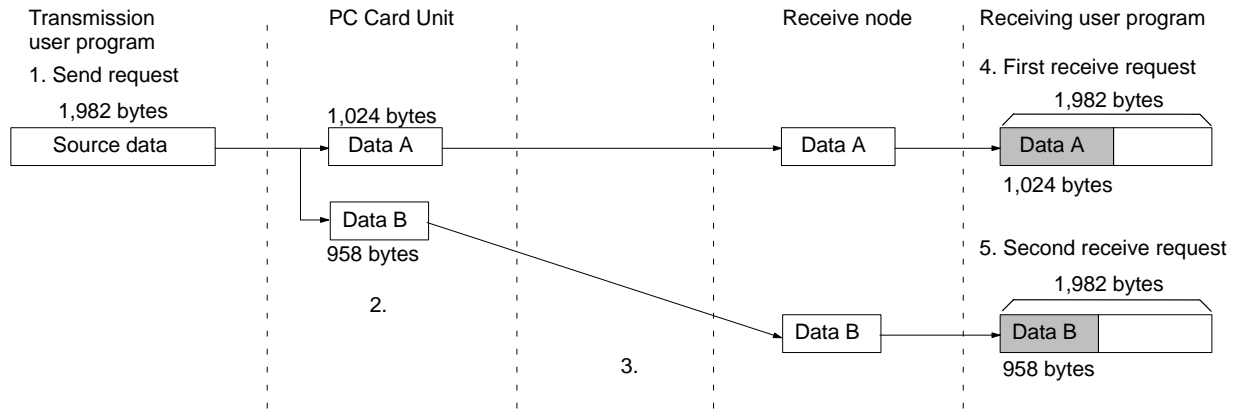 Transmission
user program
PC Card Unit
Receive node
Receiving user program
1. Send request
4. First receive request
1,982 bytes
1,024 bytes
1,982 bytes
Source data
Data A
Data A
Data A
1,024 bytes
Data B
958 bytes
5. Second receive request
1,982 bytes
2.
Data B
Data B
3.
958 bytes